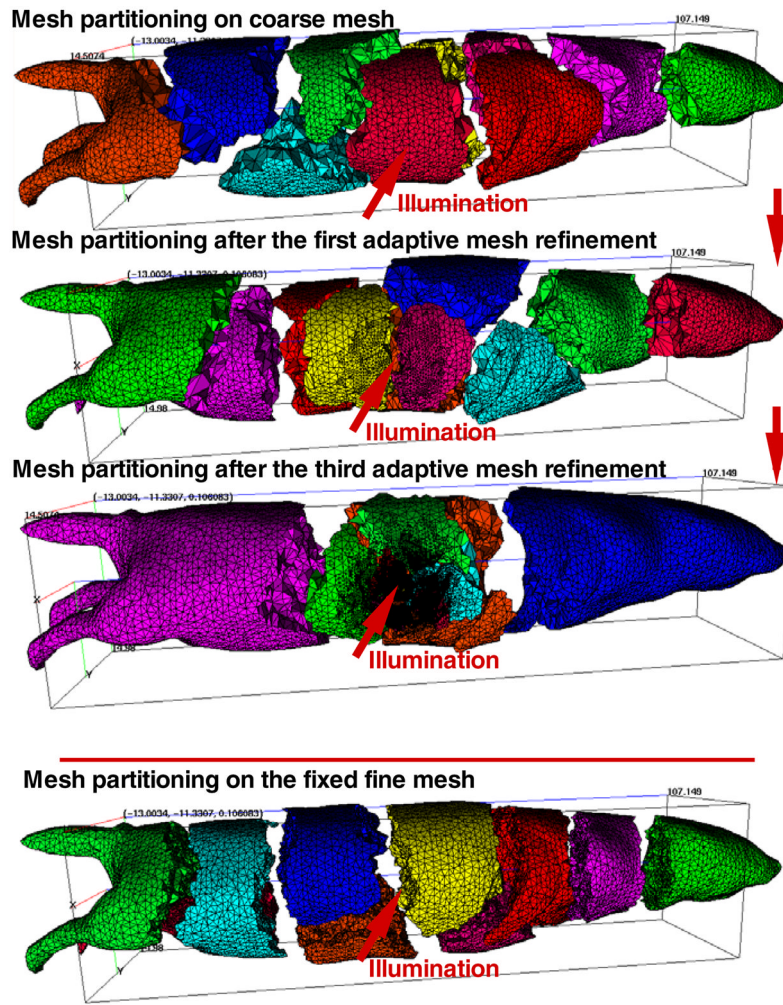 Mesh partitioning on coarse mesh
107.149
14.5074
Y
Illumination
Mesh partitioning after the first adaptive mesh refinement
107.149
(-13.0034, -11.3307, 0.106083)
X
14.98
Y
Illumination
Mesh partitioning after the third adaptive mesh refinement
107.149
(-13.0034, -11.3307, 0.106083)
X
14.98
Y
Illumination
Mesh partitioning on the fixed fine mesh
107.149
(-13.0034, -11.3307, 0.106083)
X
14.98
Y
Illumination